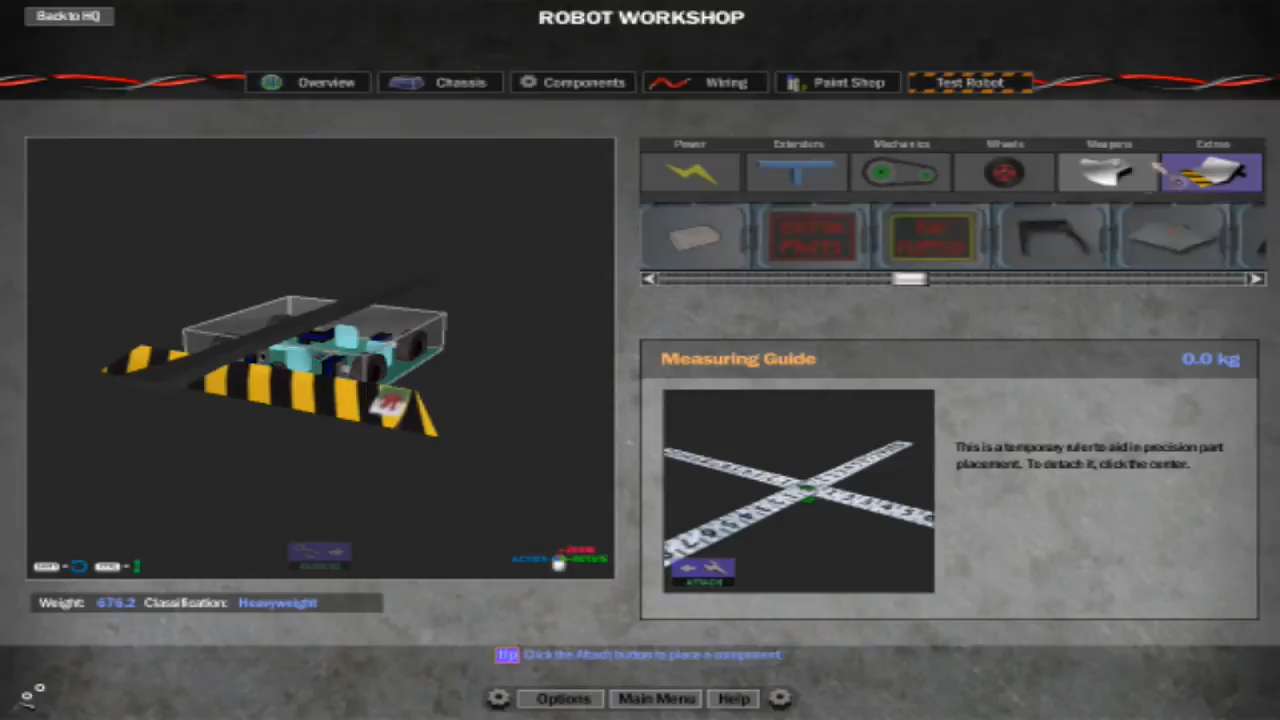 Back to HQ
ROBOT WORKSHOP
Overview
Chassis
Components
Wiring
Paint Shop
Test Robot
Power
Extenders
Mechanics
Wheels
Weapons
Extras
EXTRA
PARTS
Measuring Guide
0.0 kg
This is a temporary ruler to aid in precision part
placement. To detach it, click the center.
ATTACH
Weight: 676.2 Classification: Heavyweight
tip Click the Attach button to place a component.
Options
Main Menu
Help